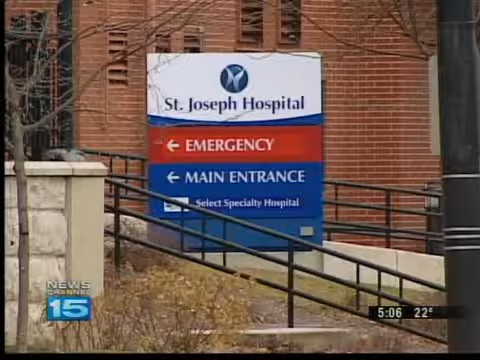 St. Joseph Hospital
← EMERGENCY
← MAIN ENTRANCE
Select Specialty Hospital
NEWS
CHANNEL
15
5:06 22°